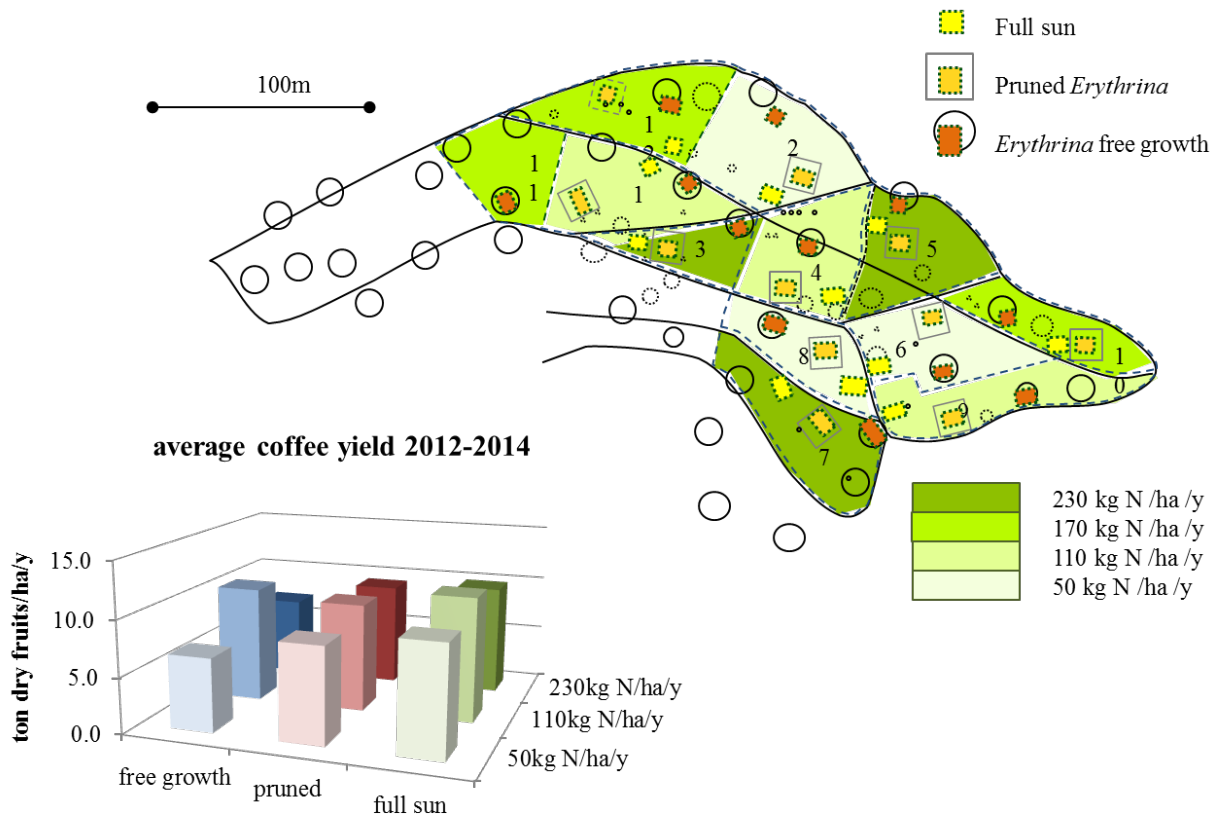 Full sun
Pruned Erythrina
Erythrina free growth
100m
1
2
1
2
1
1
1
3
4
5
6
8
1
0
9
7
230 kg N /ha /y
170 kg N /ha /y
110 kg N /ha /y
50 kg N /ha /y
average coffee yield 2012-2014
ton dry fruits/ha/y
15.0
10.0
5.0
0.0
free growth
pruned
full sun
230kg N/ha/y
110kg N/ha/y
50kg N/ha/y